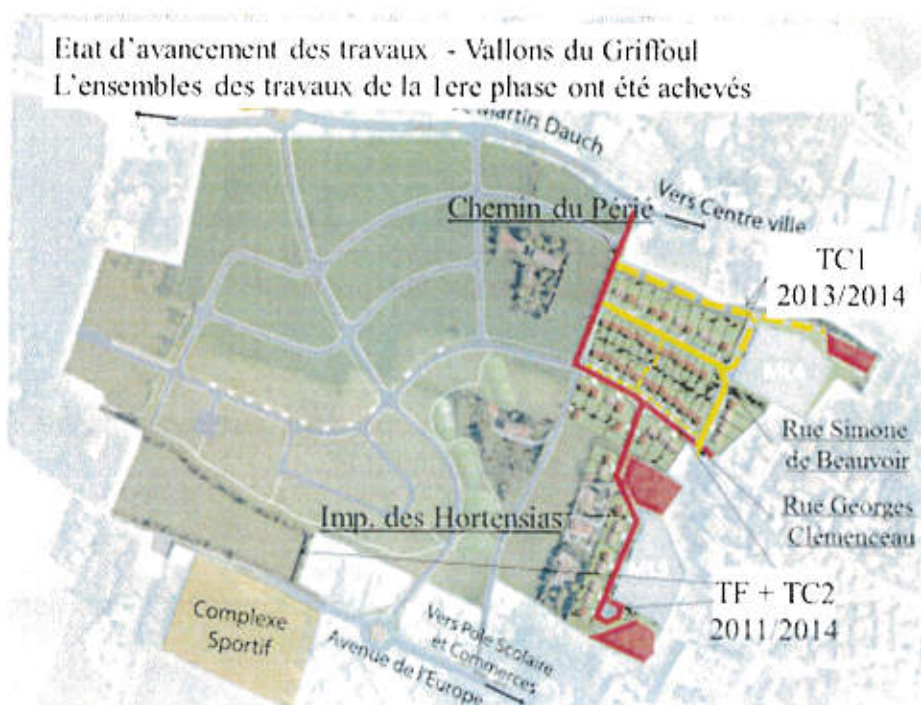 Etat d'avancement des travaux - Vallons du Griffoul
L'ensembles des travaux de la 1ere phase ont été achevés
Martin Dauch
Chemin du Périé
Vers Centre ville
TC1
2013/2014
Rue Simone
de Beauvoir
Rue Georges
Clémenceau
Imp. des Hortensias
TF + TC2
2011/2014
Complexe
Sportif
Avenue de l'Europe
Vers Pole Scolaire
et Commerces